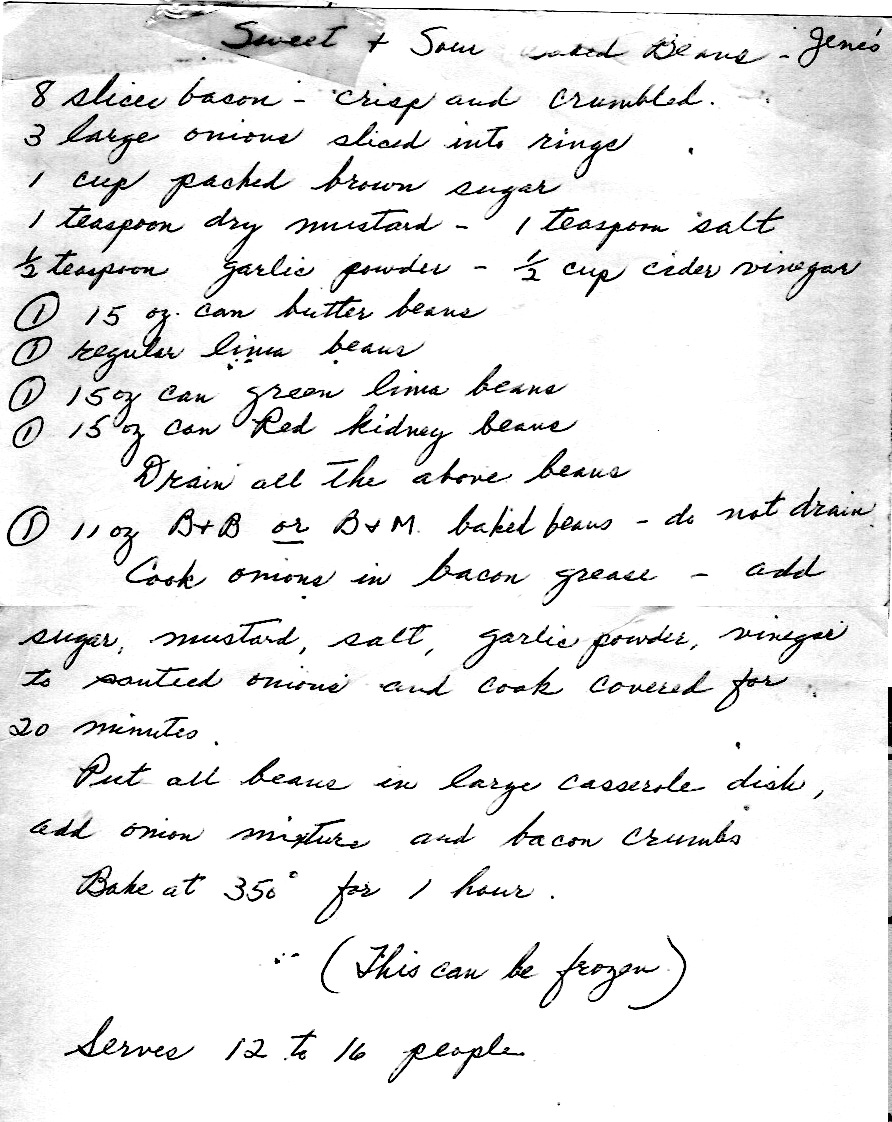 Sweet + Sour Baked Beans - Jene's
8 slices bacon - crisp and crumbled.
3 large onions sliced into rings
1 cup packed brown sugar
1 teaspoon dry mustard - 1 teaspoon salt
½ teaspoon garlic powder - ½ cup cider vinegar
① 15 oz. can butter beans
① regular lima beans
① 15 oz can green lima beans
① 15 oz can Red kidney beans
Drain all the above beans
① 11 oz B+B or B+M. baked beans - do not drain.
Cook onions in bacon grease - add
sugar, mustard, salt, garlic powder, vinegar
to sauteed onions and cook covered for
20 minutes.
Put all beans in large casserole dish,
add onion mixture and bacon crumbs
Bake at 350° for 1 hour.
(This can be frozen)
Serves 12 to 16 people